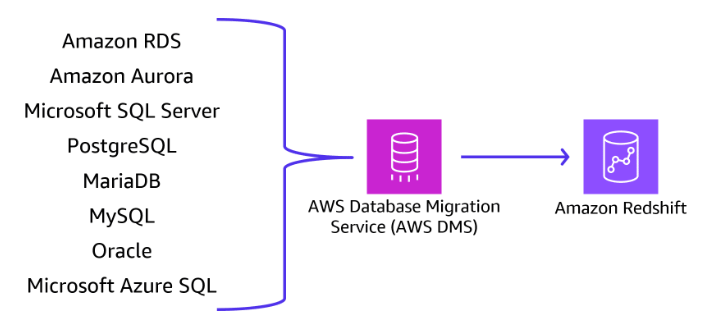 Amazon RDS
Amazon Aurora
Microsoft SQL Server
PostgreSQL
MariaDB
MySQL
Oracle
Microsoft Azure SQL
AWS Database Migration
Service (AWS DMS)
Amazon Redshift